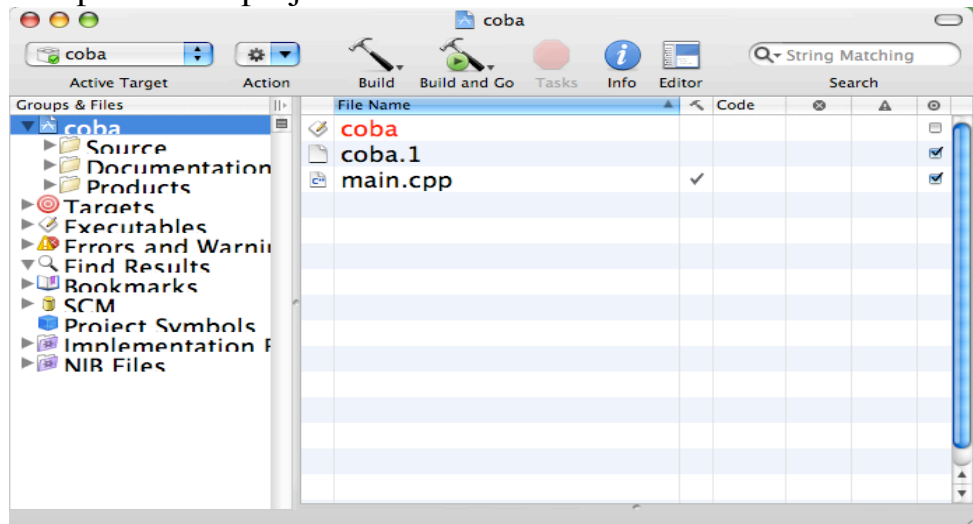 coba
coba
String Matching
Active Target Action Build Build and Go Tasks Info Editor Search
Groups & Files File Name Code
coba coba
Source coba.1
Documentation main.cpp
Products
Targets
Executables
Errors and Warni
Find Results
Bookmarks
SCM
Project Symbols
Implementation F
NIB Files